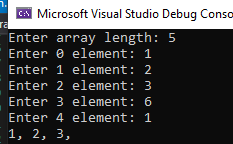 Microsoft Visual Studio Debug Conso
Enter array length: 5
Enter 0 element: 1
Enter 1 element: 2
Enter 2 element: 3
Enter 3 element: 6
Enter 4 element: 1
1, 2, 3,